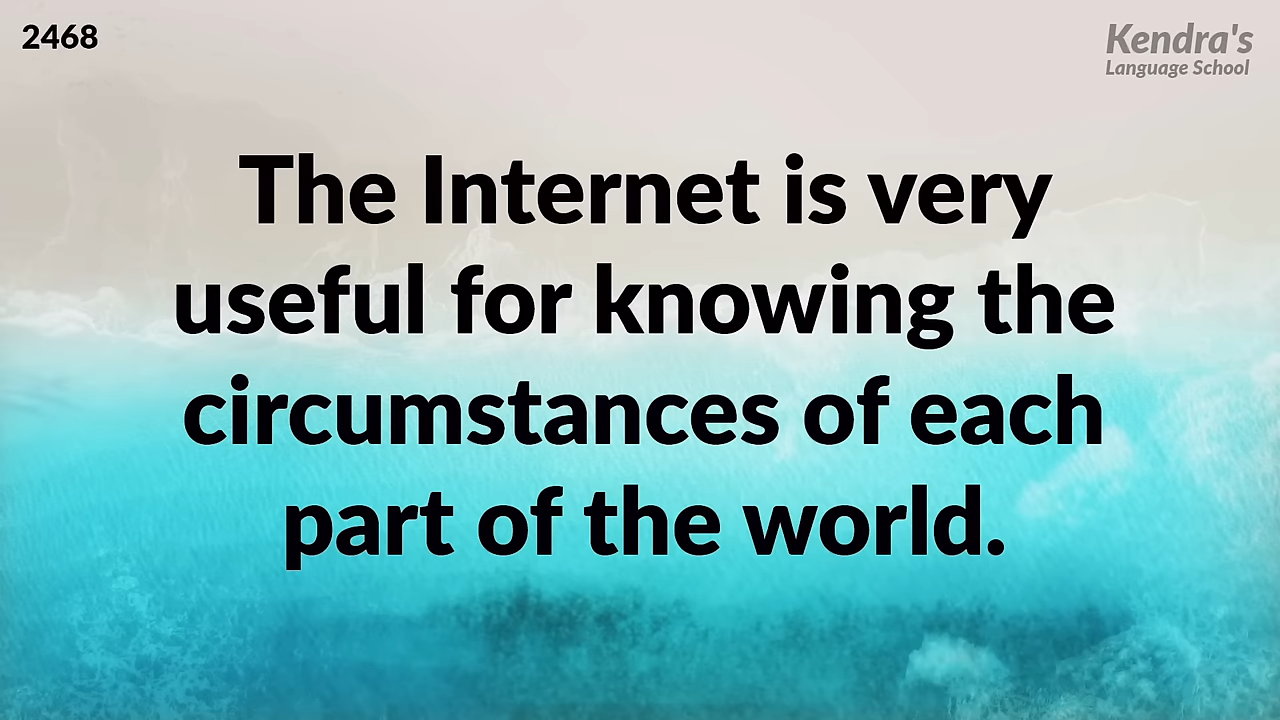 2468
Kendra's
Language School
The Internet is very
useful for knowing the
circumstances of each
part of the world.